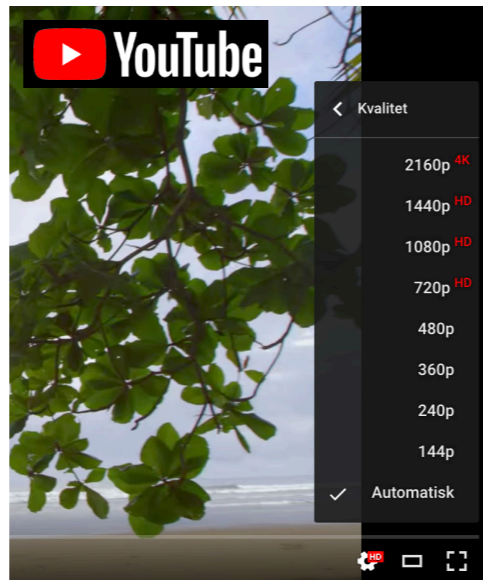 YouTube
Kvalitet
2160p 4K
1440p HD
1080p HD
720p HD
480p
360p
240p
144p
Automatisk
HD